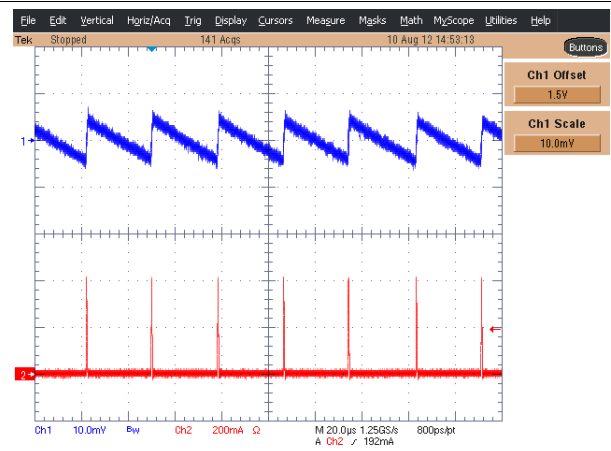 File Edit Vertical Horiz/Acq Trig Display Cursors Measure Masks Math MyScope Utilities Help
Tek Stopped 141 Acqs 10 Aug 12 14:53:13
Buttons
Ch1 Offset
1.5V
Ch1 Scale
10.0mV
1
2
Ch1 10.0mV Bw Ch2 200mA Ω M 20.0µs 1.25GS/s 800ps/pt
A Ch2 ∕ 192mA